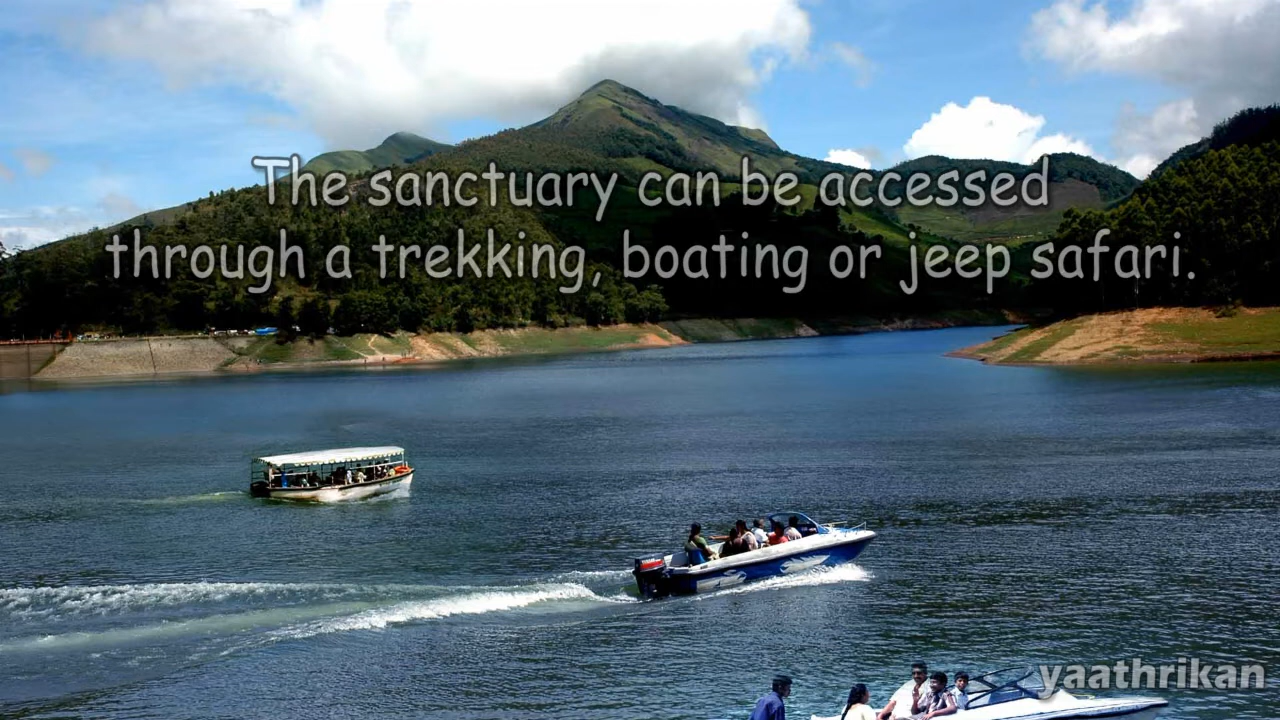 The sanctuary can be accessed
through a trekking, boating or jeep safari.
yaathrikan